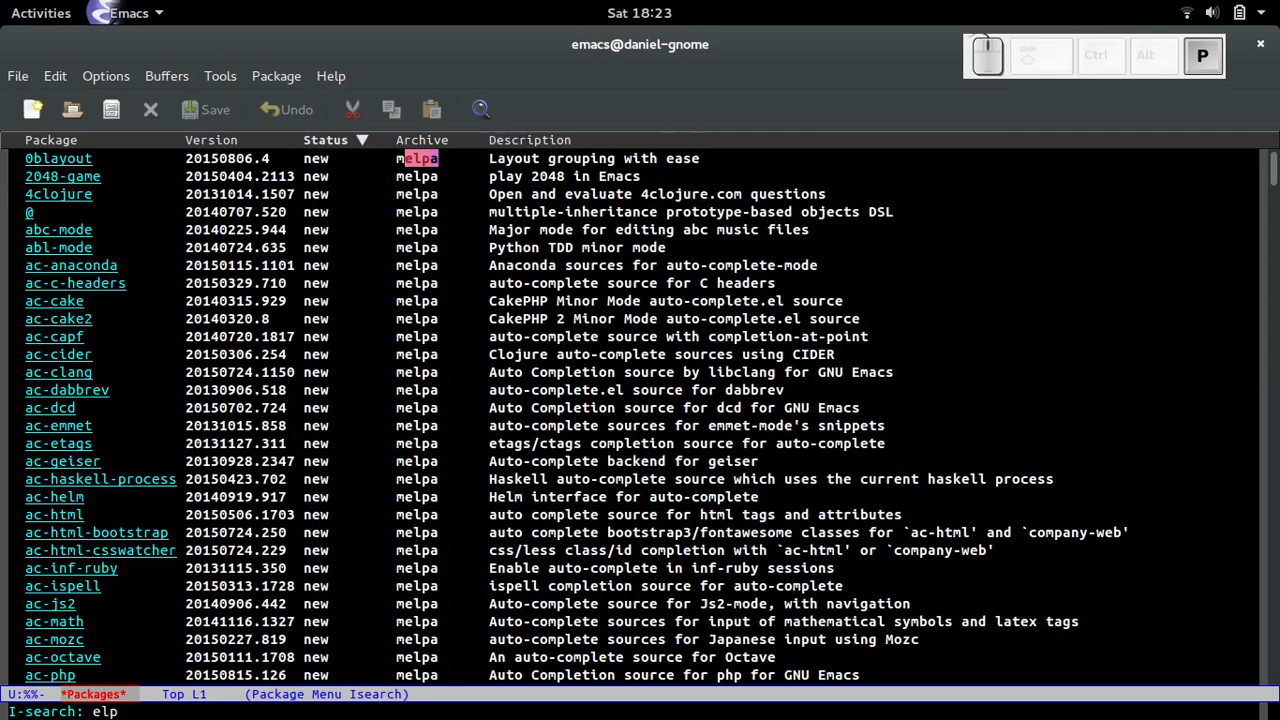 Activities Emacs Sat 18:23
emacs@daniel-gnome
Ctrl Alt P
File Edit Options Buffers Tools Package Help
Save Undo
Package Version Status Archive Description
0blayout 20150806.4 new melpa Layout grouping with ease
2048-game 20150404.2113 new melpa play 2048 in Emacs
4clojure 20131014.1507 new melpa Open and evaluate 4clojure.com questions
@ 20140707.520 new melpa multiple-inheritance prototype-based objects DSL
abc-mode 20140225.944 new melpa Major mode for editing abc music files
abl-mode 20140724.635 new melpa Python TDD minor mode
ac-anaconda 20150115.1101 new melpa Anaconda sources for auto-complete-mode
ac-c-headers 20150329.710 new melpa auto-complete source for C headers
ac-cake 20140315.929 new melpa CakePHP Minor Mode auto-complete.el source
ac-cake2 20140320.8 new melpa CakePHP 2 Minor Mode auto-complete.el source
ac-capf 20140720.1817 new melpa auto-complete source with completion-at-point
ac-cider 20150306.254 new melpa Clojure auto-complete sources using CIDER
ac-clang 20150724.1150 new melpa Auto Completion source by libclang for GNU Emacs
ac-dabbrev 20130906.518 new melpa auto-complete.el source for dabbrev
ac-dcd 20150702.724 new melpa Auto Completion source for dcd for GNU Emacs
ac-emmet 20131015.858 new melpa auto-complete sources for emmet-mode's snippets
ac-etags 20131127.311 new melpa etags/ctags completion source for auto-complete
ac-geiser 20130928.2347 new melpa Auto-complete backend for geiser
ac-haskell-process 20150423.702 new melpa Haskell auto-complete source which uses the current haskell process
ac-helm 20140919.917 new melpa Helm interface for auto-complete
ac-html 20150506.1703 new melpa auto complete source for html tags and attributes
ac-html-bootstrap 20150724.250 new melpa auto complete bootstrap3/fontawesome classes for `ac-html' and `company-web'
ac-html-csswatcher 20150724.229 new melpa css/less class/id completion with `ac-html' or `company-web'
ac-inf-ruby 20131115.350 new melpa Enable auto-complete in inf-ruby sessions
ac-ispell 20150313.1728 new melpa ispell completion source for auto-complete
ac-js2 20140906.442 new melpa Auto-complete source for Js2-mode, with navigation
ac-math 20141116.1327 new melpa Auto-complete sources for input of mathematical symbols and latex tags
ac-mozc 20150227.819 new melpa auto-complete sources for Japanese input using Mozc
ac-octave 20150111.1708 new melpa An auto-complete source for Octave
ac-php 20150815.126 new melpa Auto Completion source for php for GNU Emacs
U:%%- *Packages* Top L1 (Package Menu Isearch)
I-search: elp